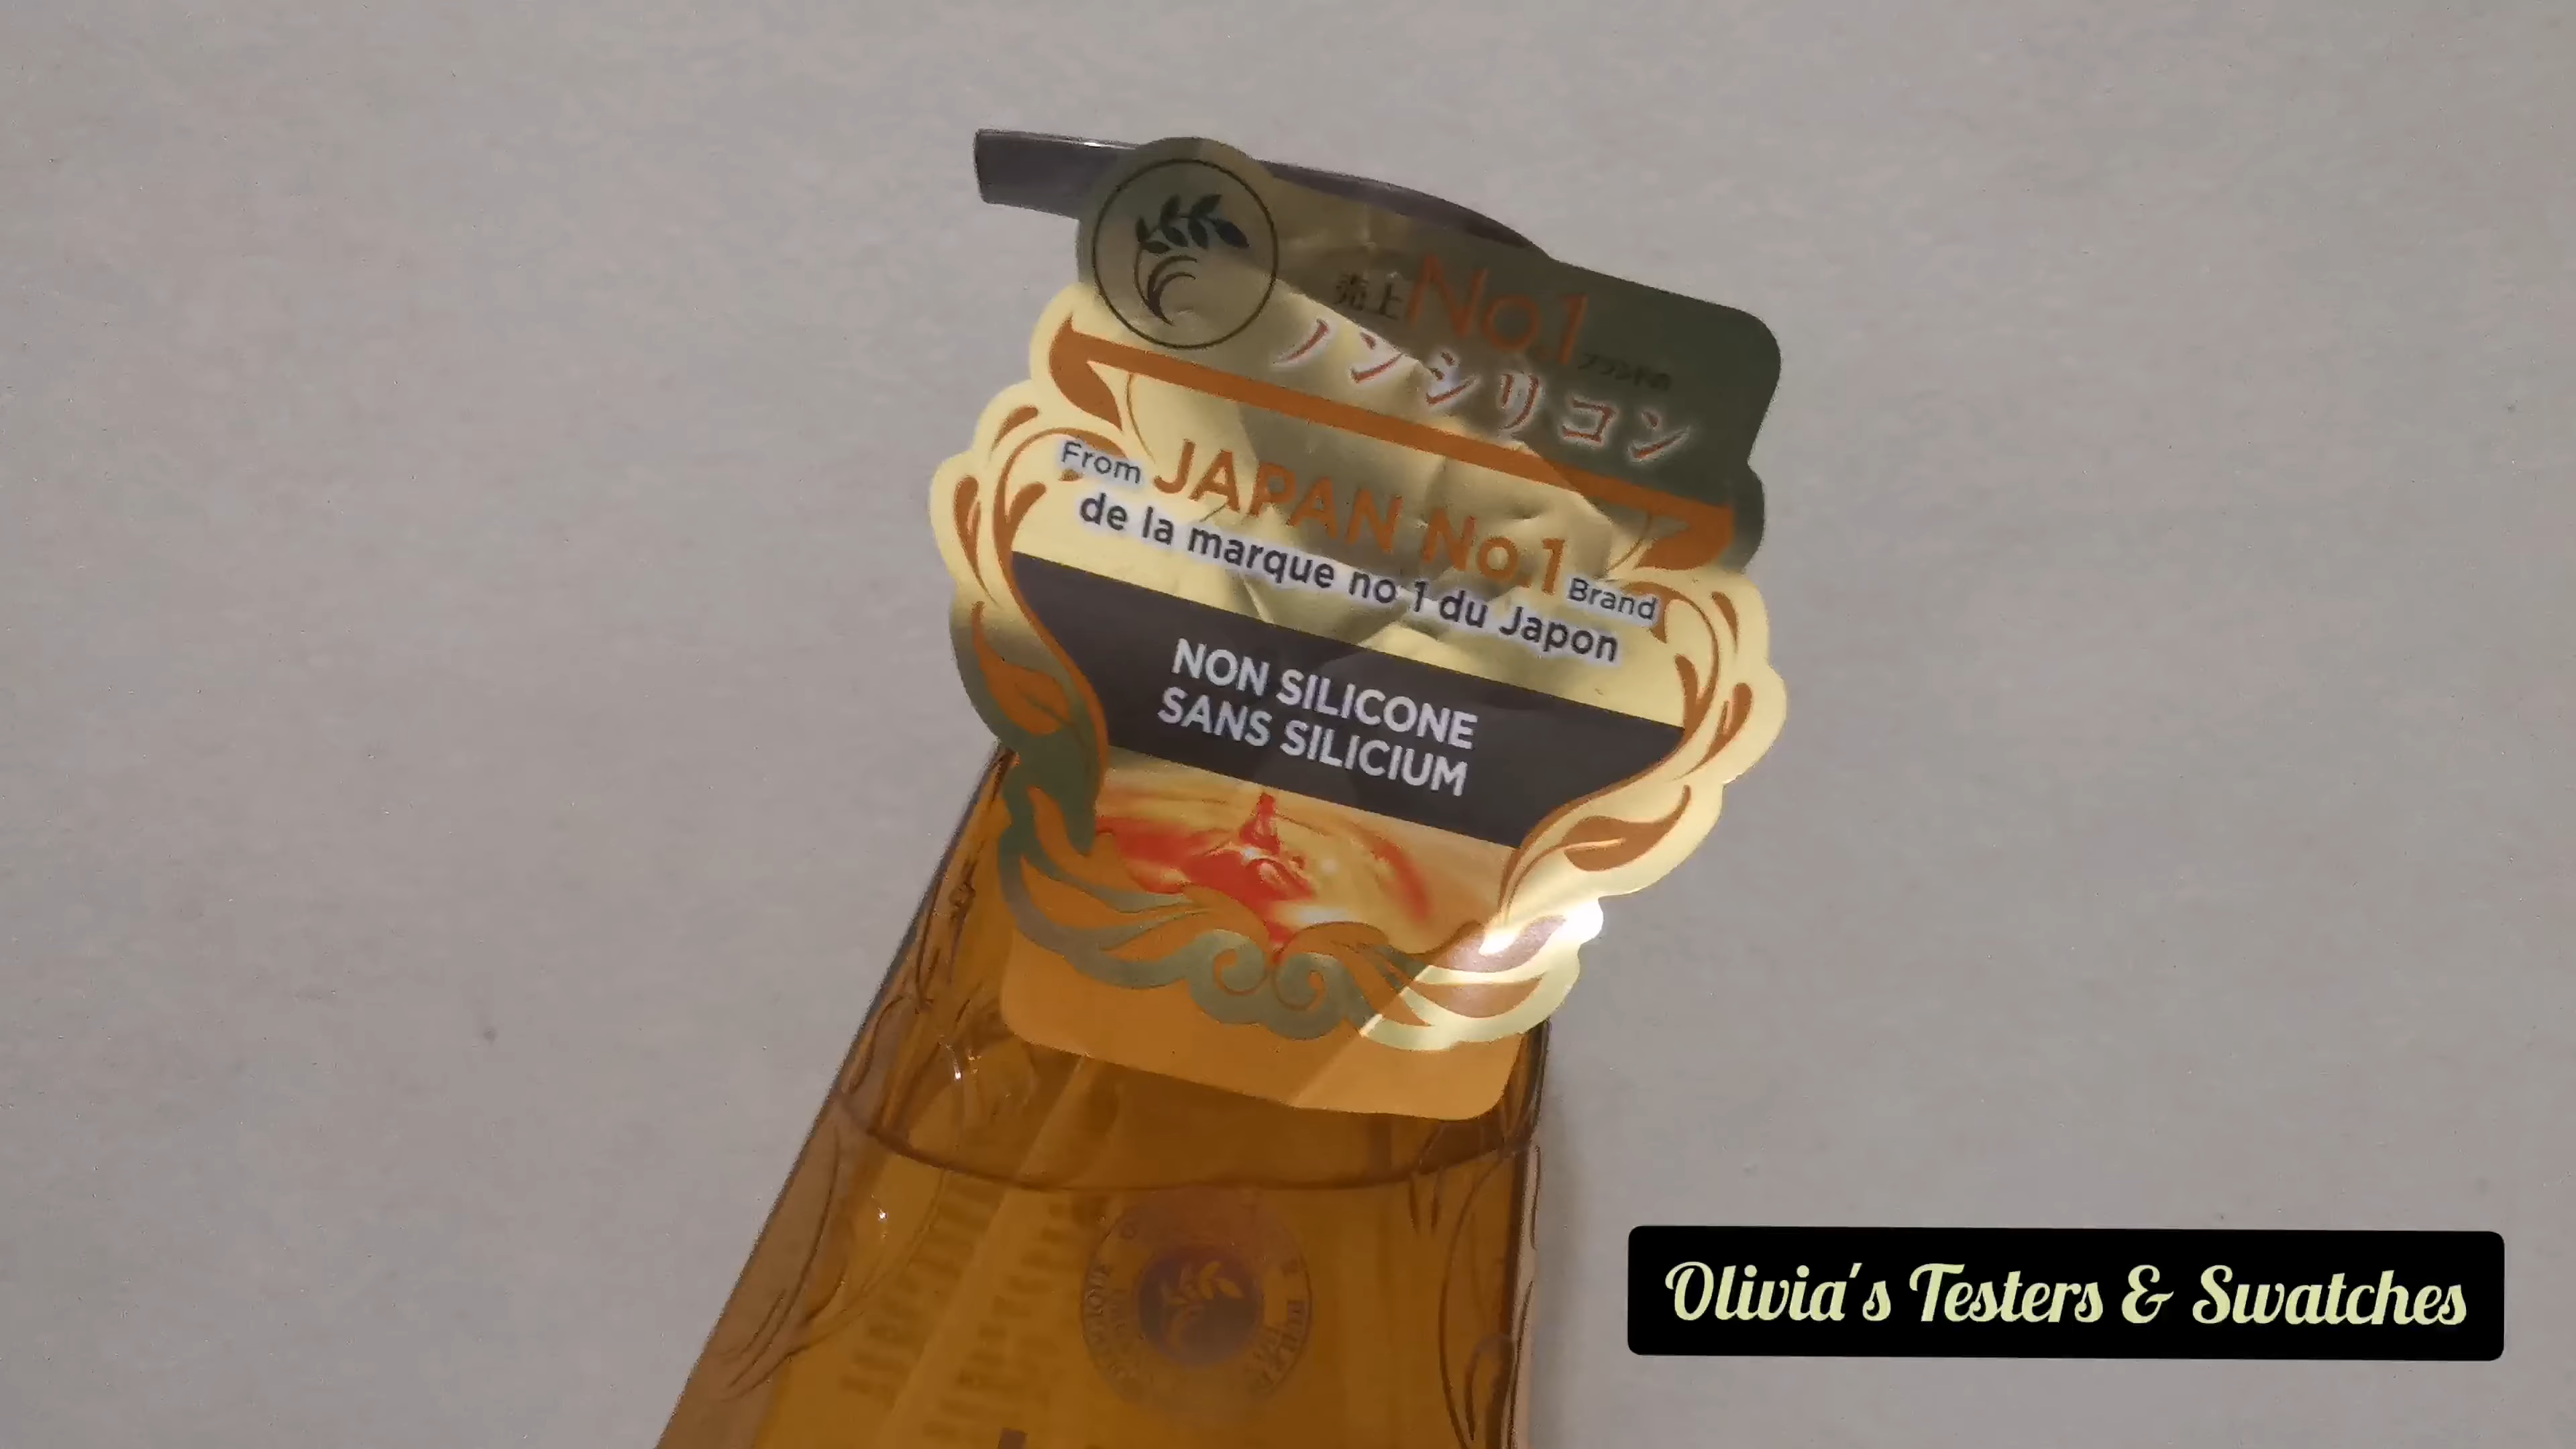 売上No.1ブランドの
ノンシリコン
From JAPAN No.1 Brand
de la marque no 1 du Japon
NON SILICONE
SANS SILICIUM
Olivia's Testers & Swatches